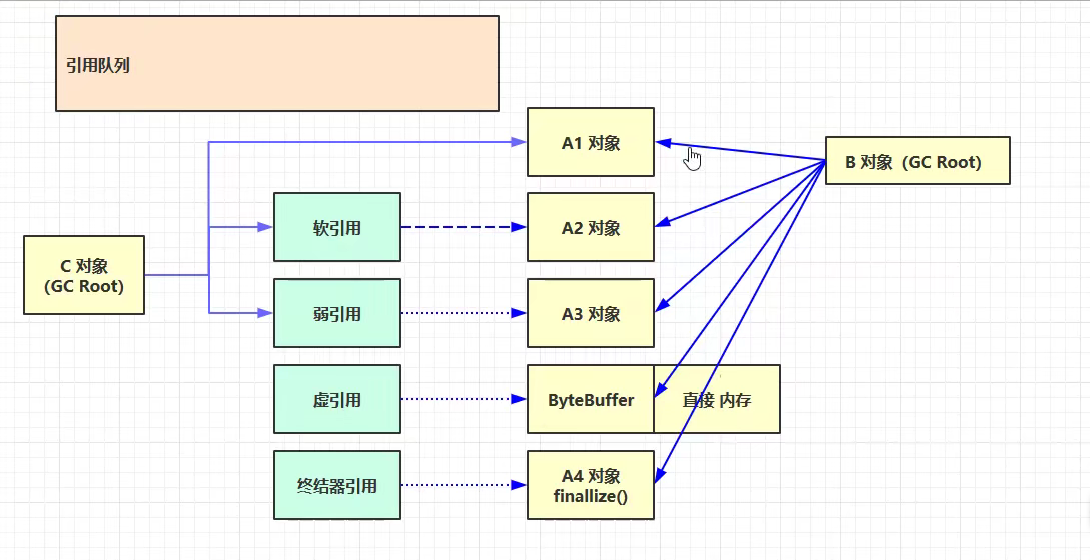 引用队列
A1 对象
B 对象（GC Root）
软引用
A2 对象
C 对象
（GC Root）
弱引用
A3 对象
虚引用
ByteBuffer
直接 内存
终结器引用
A4 对象
finallize()